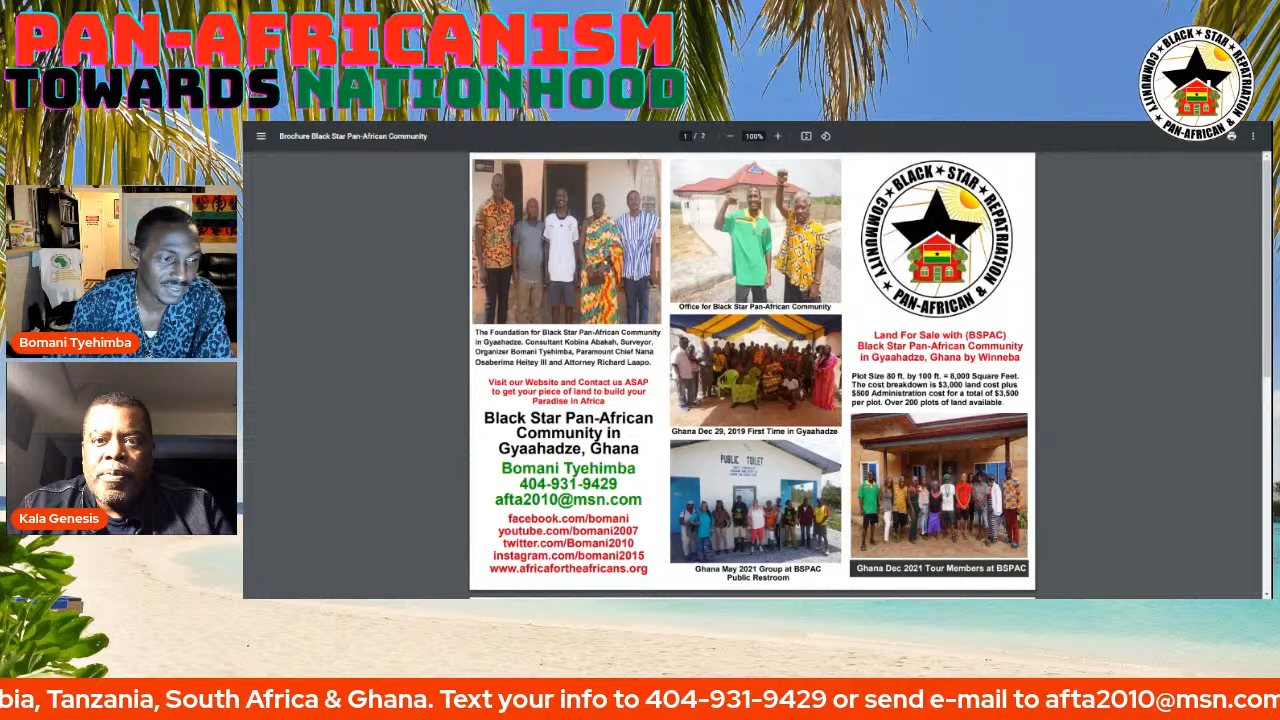 PAN-AFRICANISM
TOWARDS NATIONHOOD
BLACK ★ STAR
REPATRIATION
PAN-AFRICAN &
COMMUNITY
Brochure Black Star Pan-African Community
1 / 2
100%
Bomani Tyehimba
Kala Genesis
The Foundation for Black Star Pan-African Community
in Gyaahadze. Consultant Kobina Abakah, Surveyor,
Organizer Bomani Tyehimba, Paramount Chief Nana
Osaberima Heitey III and Attorney Richard Laapo.
Visit our Website and Contact us ASAP
to get your piece of land to build your
Paradise in Africa
Black Star Pan-African
Community in
Gyaahadze, Ghana
Bomani Tyehimba
404-931-9429
afta2010@msn.com
facebook.com/bomani
youtube.com/bomani2007
twitter.com/Bomani2010
instagram.com/bomani2015
www.africafortheafricans.org
Office for Black Star Pan-African Community
Ghana Dec 29, 2019 First Time in Gyaahadze
PUBLIC TOILET
Ghana May 2021 Group at BSPAC
Public Restroom
BLACK ★ STAR
REPATRIATION
PAN-AFRICAN &
COMMUNITY
Land For Sale with (BSPAC)
Black Star Pan-African Community
in Gyaahadze, Ghana by Winneba
Plot Size 80 ft. by 100 ft. = 8,000 Square Feet.
The cost breakdown is $3,000 land cost plus
$500 Administration cost for a total of $3,500
per plot. Over 200 plots of land available.
Ghana Dec 2021 Tour Members at BSPAC
bia, Tanzania, South Africa & Ghana. Text your info to 404-931-9429 or send e-mail to afta2010@msn.com